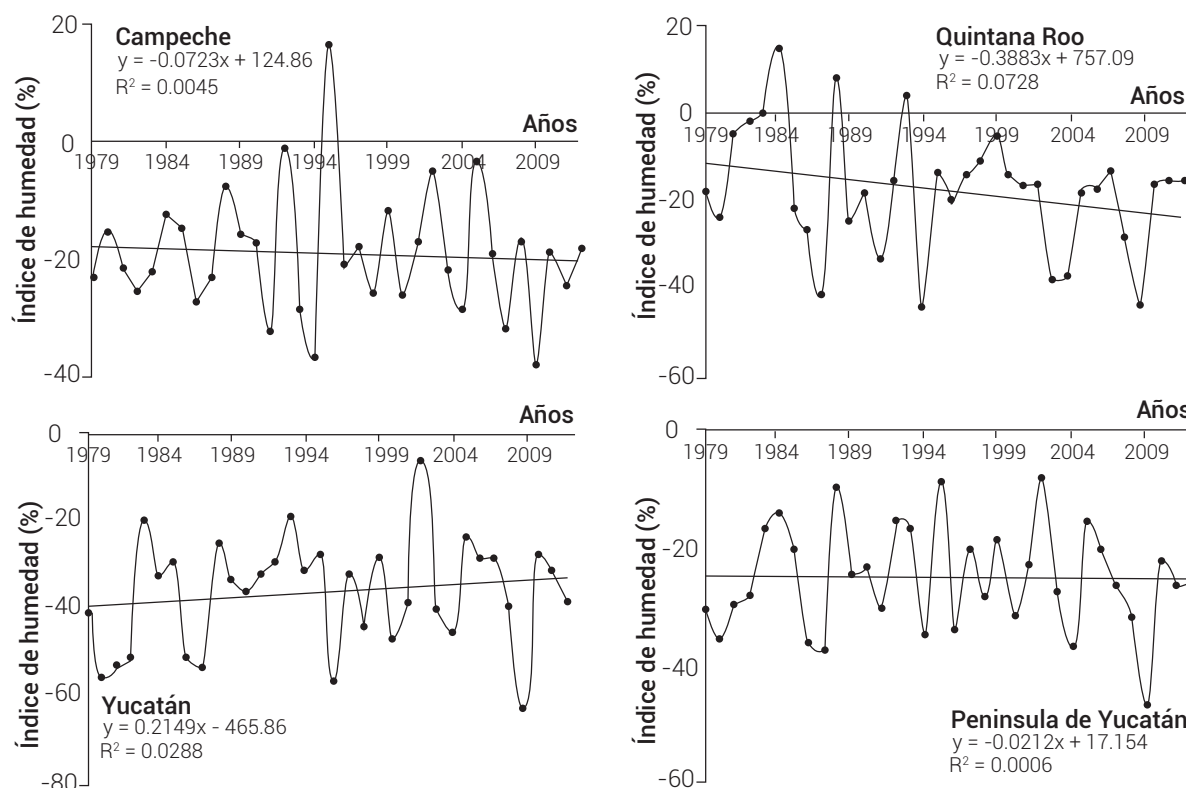 Campeche
y = -0.0723x + 124.86
R² = 0.0045
Índice de humedad (%)
20
0
-20
-40
Años
1979 1984 1989 1994 1999 2004 2009
Quintana Roo
y = -0.3883x + 757.09
R² = 0.0728
Índice de humedad (%)
20
0
-20
-40
-60
Años
1979 1984 1989 1994 1999 2004 2009
Yucatán
y = 0.2149x - 465.86
R² = 0.0288
Índice de humedad (%)
0
-20
-40
-60
-80
Años
1979 1984 1989 1994 1999 2004 2009
Peninsula de Yucatán
y = -0.0212x + 17.154
R² = 0.0006
Índice de humedad (%)
0
-20
-40
-60
Años
1979 1984 1989 1994 1999 2004 2009